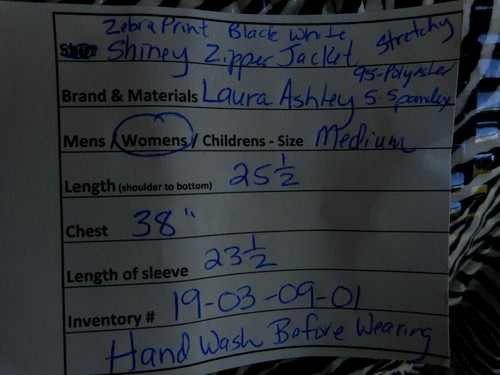 Zebra Print Black White
Shiney Zipper Jacket Stretchy
95-Polyester
Brand & Materials Laura Ashley 5-Spandex
Mens / Womens / Childrens - Size Medium
Length (shoulder to bottom) 25 1/2
Chest 38"
Length of sleeve 23 1/2
Inventory # 19-03-09-01
Hand Wash Before Wearing